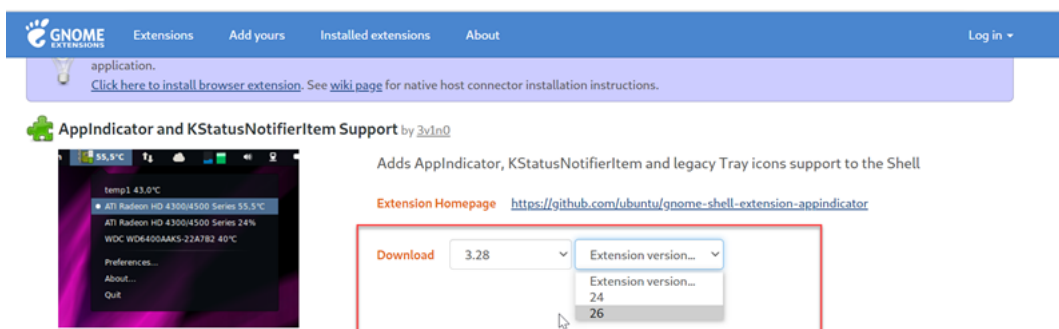 GNOME
EXTENSIONS
Extensions Add yours Installed extensions About Log in
application.
Click here to install browser extension. See wiki page for native host connector installation instructions.
AppIndicator and KStatusNotifierItem Support by 3v1n0
55,5°C
temp1 43.0°C
ATI Radeon HD 4300/4500 Series 55.5°C
ATI Radeon HD 4300/4500 Series 24%
WDC WD6400AAKS-22A7B2 40°C
Preferences...
About...
Quit
Adds AppIndicator, KStatusNotifierItem and legacy Tray icons support to the Shell
Extension Homepage https://github.com/ubuntu/gnome-shell-extension-appindicator
Download 3.28 Extension version...
Extension version...
24
26